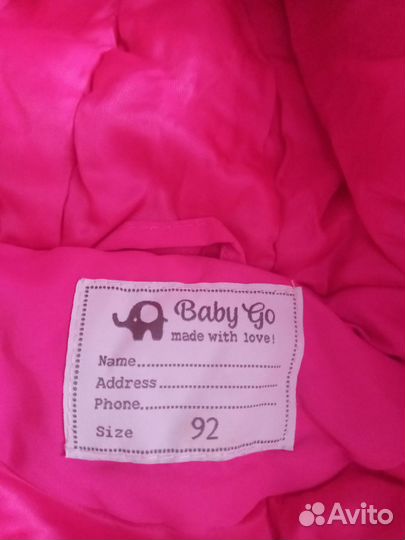 Baby Go
made with love!
Name........................
Address.................
Phone.....................
Size 92
Avito